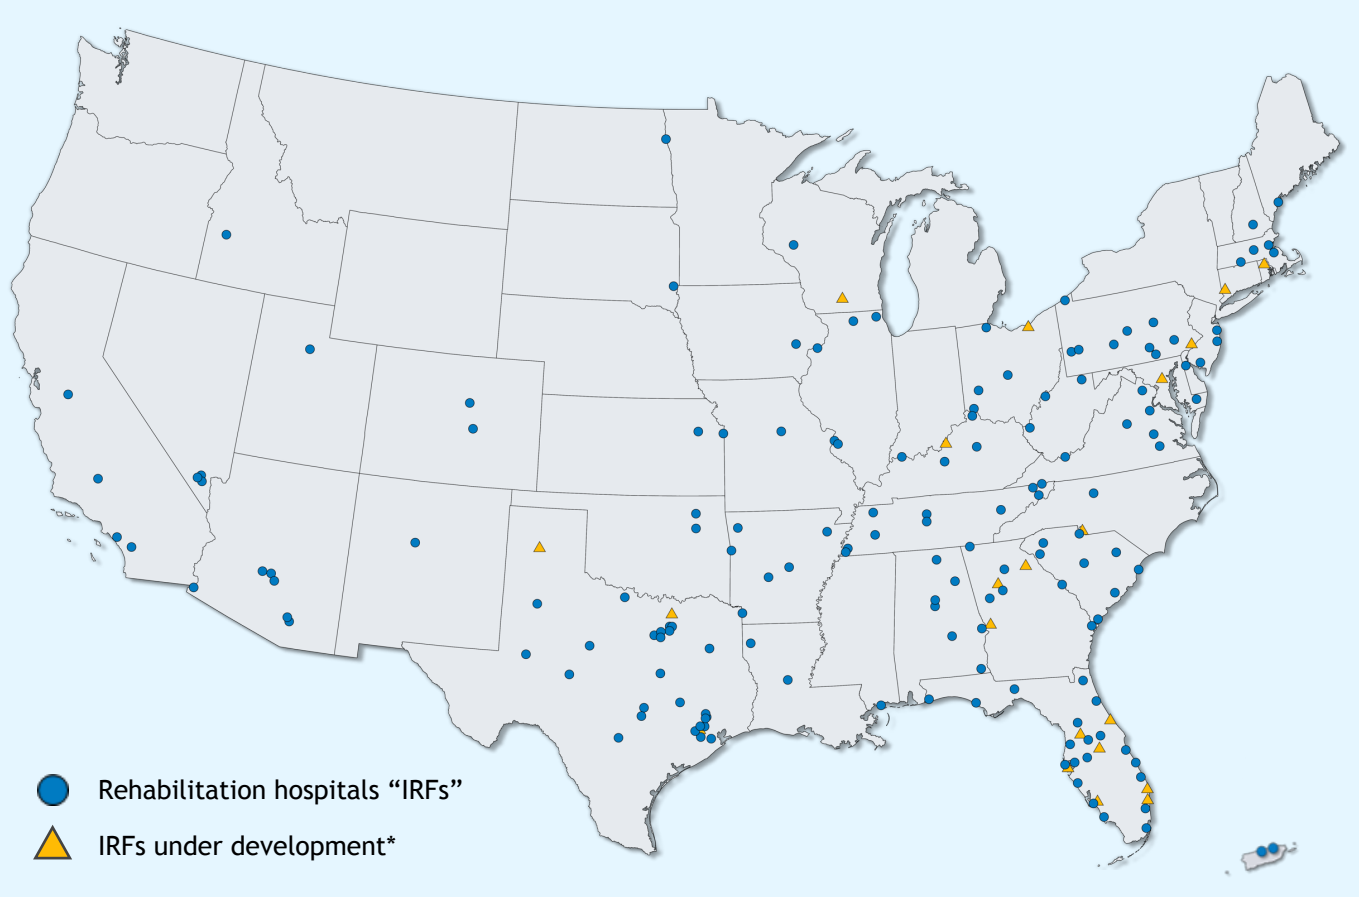 Rehabilitation hospitals “IRFs”
IRFs under development*